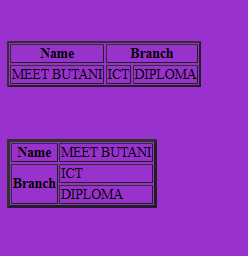 Name Branch
MEET BUTANI ICT DIPLOMA
Name MEET BUTANI
Branch ICT
DIPLOMA